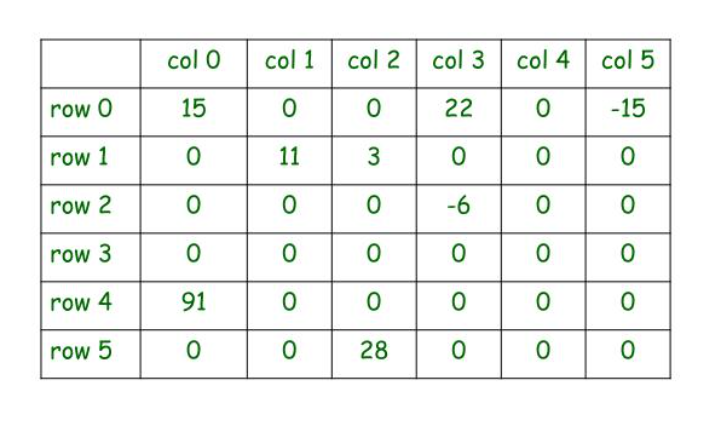 col 0 col 1 col 2 col 3 col 4 col 5
row 0 15 0 0 22 0 -15
row 1 0 11 3 0 0 0
row 2 0 0 0 -6 0 0
row 3 0 0 0 0 0 0
row 4 91 0 0 0 0 0
row 5 0 0 28 0 0 0